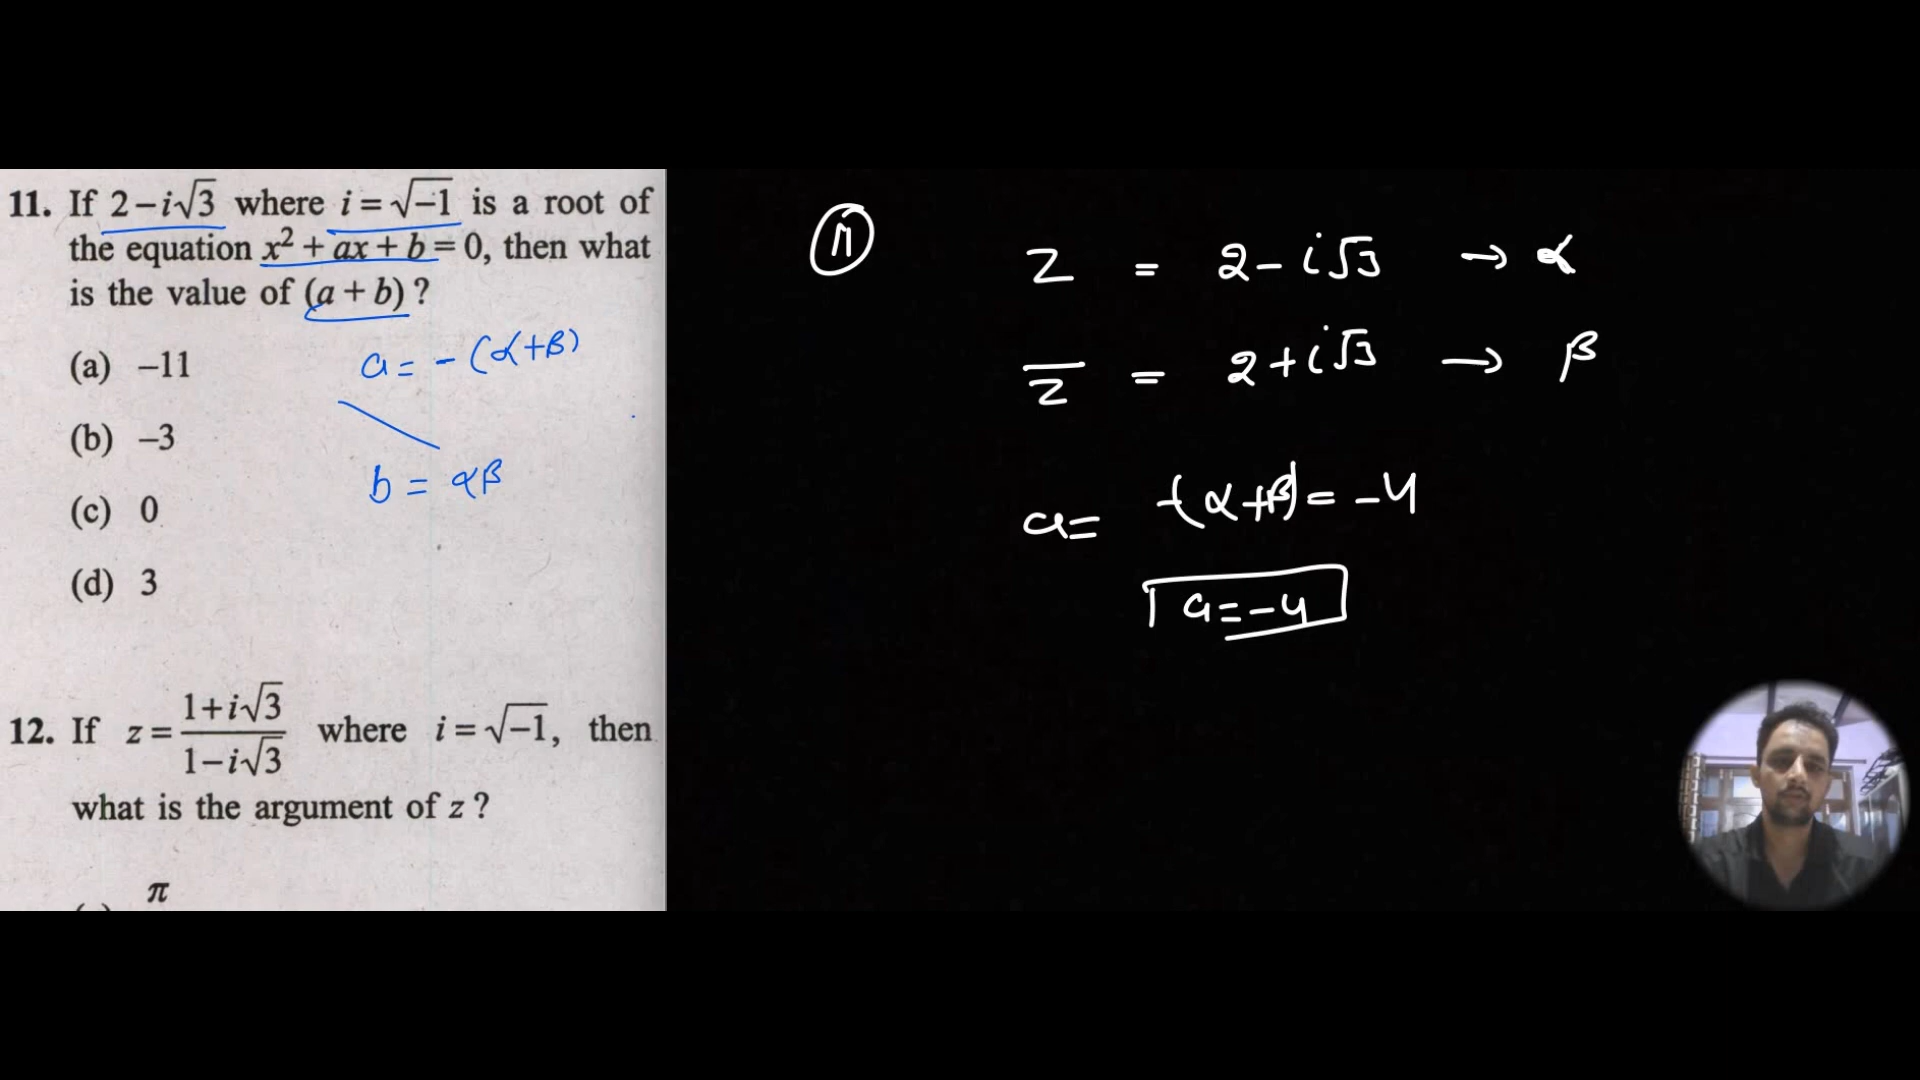 11. If 2−i√3 where i=√−1 is a root of
the equation x² + ax + b = 0, then what
is the value of (a + b) ?
(a) −11
(b) −3
(c) 0
(d) 3
a = -(α+β)
b = αβ
12. If z = (1+i√3)/(1−i√3) where i=√−1, then
what is the argument of z ?
π
11
Z = 2 - i√3 → α
z̅ = 2 + i√3 → β
a = -(α+β) = -4
a = -4